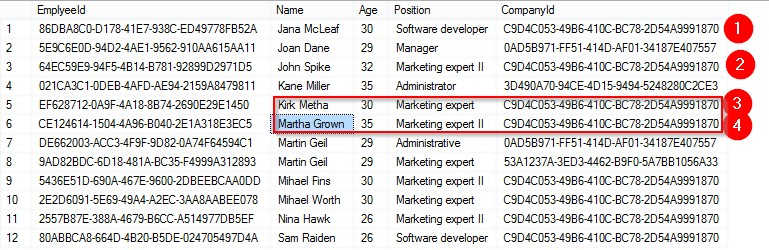 EmplyeeId Name Age Position CompanyId
1 86DBA8C0-D178-41E7-938C-ED49778FB52A Jana McLeaf 30 Software developer C9D4C053-49B6-410C-BC78-2D54A9991870 1
2 5E9C6E0D-94D2-4AE1-9562-910AA615AA11 Joan Dane 29 Manager 0AD5B971-FF51-414D-AF01-34187E407557
3 64EC59E9-94F5-4B14-B781-92899D2971D5 John Spike 32 Marketing expert II C9D4C053-49B6-410C-BC78-2D54A9991870 2
4 021CA3C1-0DEB-4AFD-AE94-2159A8479811 Kane Miller 35 Administrator 3D490A70-94CE-4D15-9494-5248280C2CE3
5 EF628712-0A9F-4A18-8B74-2690E29E1450 Kirk Metha 30 Marketing expert C9D4C053-49B6-410C-BC78-2D54A9991870 3
6 CE124614-1504-4A96-B040-2E1A318E3EC5 Martha Grown 35 Marketing expert II C9D4C053-49B6-410C-BC78-2D54A9991870 4
7 DE662003-ACC3-4F9F-9D82-0A74F64594C1 Martin Geil 29 Administrative 0AD5B971-FF51-414D-AF01-34187E407557
8 9AD82BDC-6D18-481A-BC35-F4999A312893 Martin Geil 29 Marketing expert 53A1237A-3ED3-4462-B9F0-5A7BB1056A33
9 5436E51D-690A-467E-9600-2DBEEBCAA0DD Mihael Fins 30 Marketing expert II C9D4C053-49B6-410C-BC78-2D54A9991870
10 2E2D6091-5E69-49A4-A2EC-3AA8AABEE078 Mihael Worth 30 Marketing expert II C9D4C053-49B6-410C-BC78-2D54A9991870
11 2557B87E-388A-4679-B6CC-A514977DB5EF Nina Hawk 26 Marketing expert II C9D4C053-49B6-410C-BC78-2D54A9991870
12 80ABBCA8-664D-4B20-B5DE-024705497D4A Sam Raiden 26 Software developer C9D4C053-49B6-410C-BC78-2D54A9991870